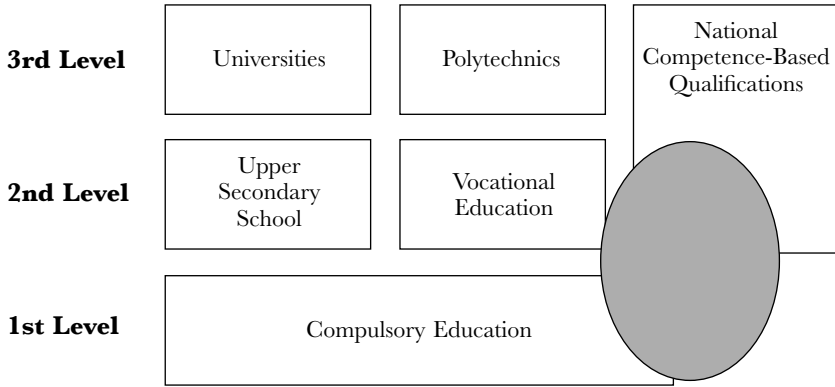 3rd Level
Universities
Polytechnics
National
Competence-Based
Qualifications
2nd Level
Upper
Secondary
School
Vocational
Education
1st Level
Compulsory Education